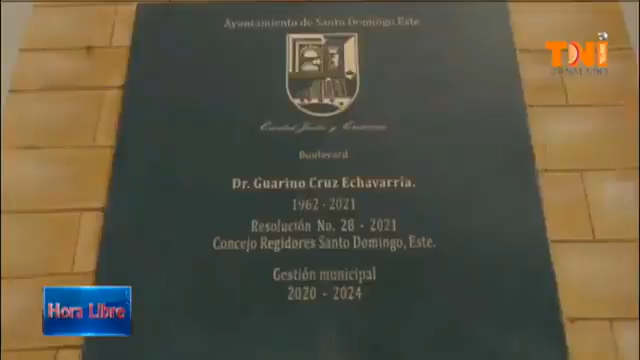 Ayuntamiento de Santo Domingo Este
Boulevard
Dr. Guarino Cruz Echavarría.
1962 - 2021
Resolución No. 28 - 2021
Concejo Regidores Santo Domingo, Este.
Gestión municipal
2020 - 2024
TDNI
Hora Libre